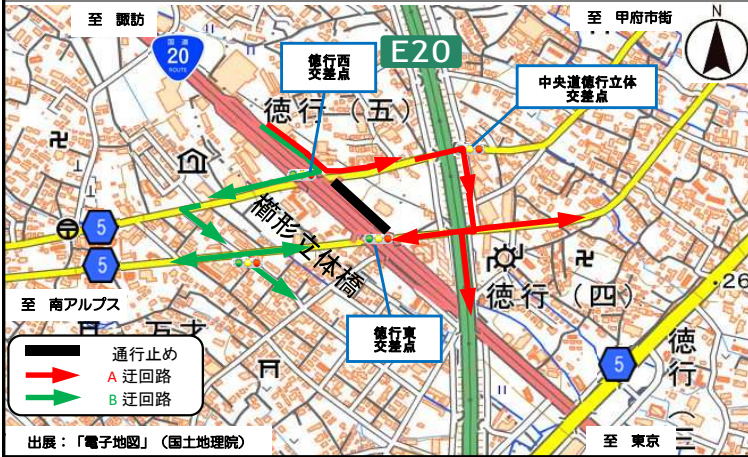 至 諏訪
至 甲府市街
N
国道
20
ROUTE
徳行西
交差点
E20
中央道徳行立体
交差点
徳行（五）
櫛形立体橋
5
5
徳行（四）
至 南アルプス
万才
徳行東
交差点
26
5
徳行（三
通行止め
A 迂回路
B 迂回路
出展：「電子地図」（国土地理院）
至 東京